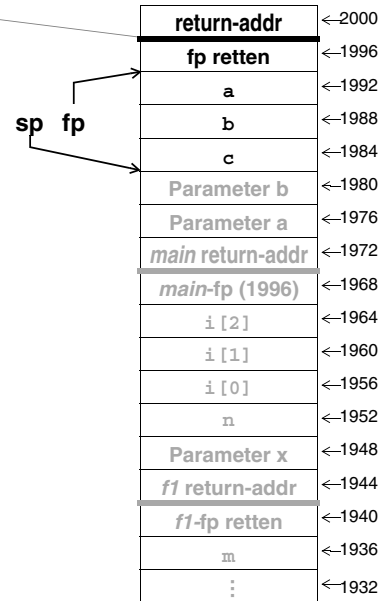 return-addr ←2000
fp retten ←1996
a ←1992
b ←1988
sp fp
c ←1984
Parameter b ←1980
Parameter a ←1976
main return-addr ←1972
main-fp (1996) ←1968
i[2] ←1964
i[1] ←1960
i[0] ←1956
n ←1952
Parameter x ←1948
f1 return-addr ←1944
f1-fp retten ←1940
m ←1936
⋮ ←1932